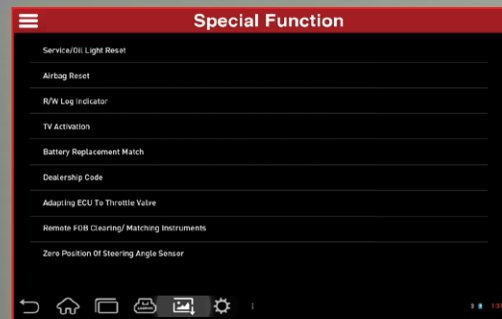 Special Function
Service/Oil Light Reset
Airbag Reset
R/W Log Indicator
TV Activation
Battery Replacement Match
Dealership Code
Adapting ECU To Throttle Valve
Remote FOB Clearing/ Matching Instruments
Zero Position Of Steering Angle Sensor